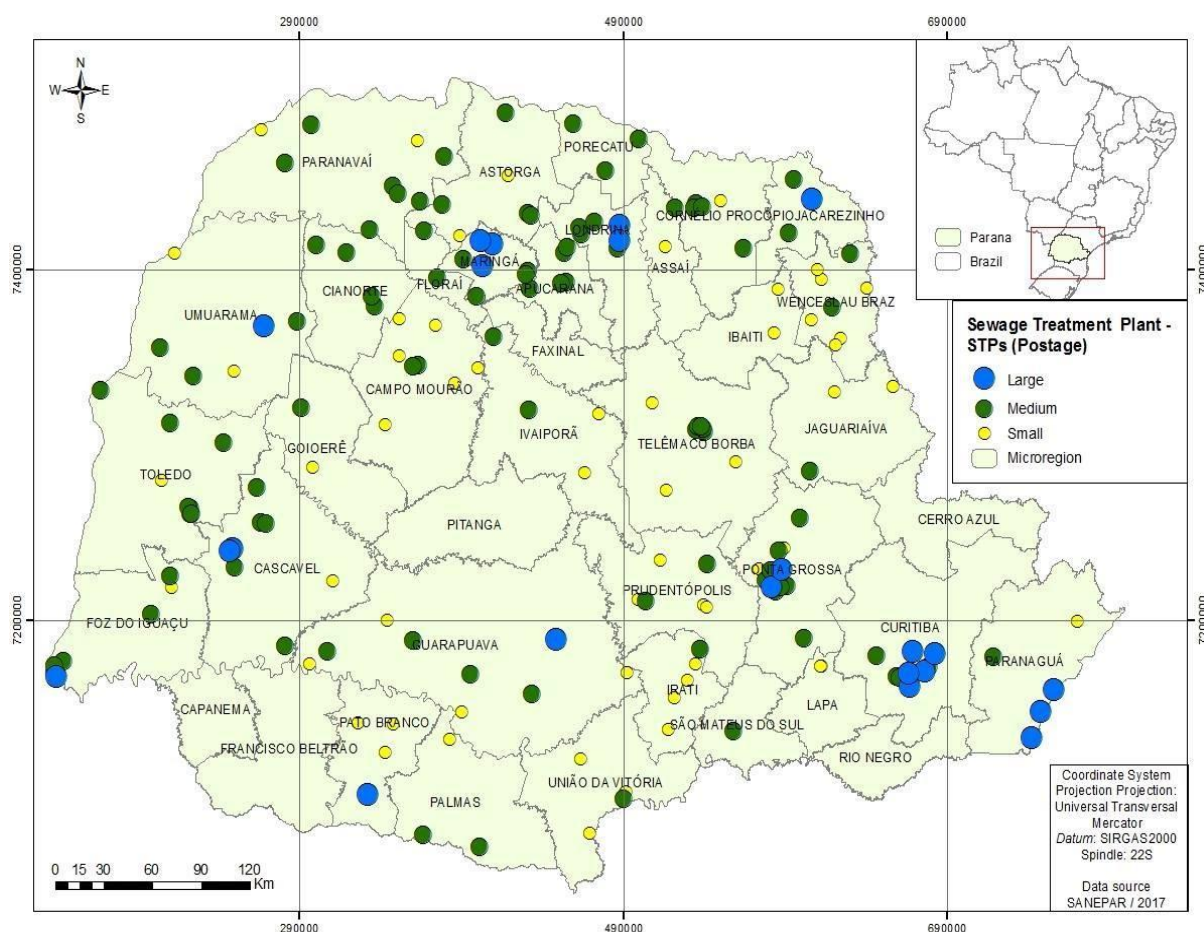 290000
490000
690000
N
W E
S
PORECATU
PARANAVAÍ
ASTORGA
CORNÉLIO PROCÓPIO
JACAREZINHO
LONDRINA
MARINGÁ
ASSAÍ
7400000
7400000
CIANORTE
FLORAÍ
APUCARANA
WENCESLAU BRAZ
UMUARAMA
IBAITI
FAXINAL
CAMPO MOURÃO
IVAIPORÃ
TELÊMACO BORBA
JAGUARIAÍVA
GOIOERÊ
TOLEDO
PITANGA
CERRO AZUL
CASCAVEL
PONTA GROSSA
PRUDENTÓPOLIS
FOZ DO IGUAÇU
7200000
7200000
CURITIBA
GUARAPUAVA
PARANAGUÁ
IRATI
CAPANEMA
PATO BRANCO
SÃO MATEUS DO SUL
LAPA
FRANCISCO BELTRÃO
RIO NEGRO
UNIÃO DA VITÓRIA
PALMAS
Parana
Brazil
Sewage Treatment Plant -
STPs (Postage)
Large
Medium
Small
Microregion
Coordinate System
Projection Projection:
Universal Transversal
Mercator
Datum: SIRGAS2000
Spindle: 22S
Data source
SANEPAR / 2017
0 15 30 60 90 120
Km
290000
490000
690000